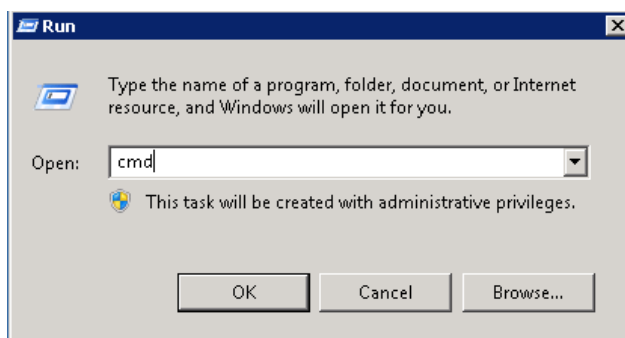 Run
Type the name of a program, folder, document, or Internet
resource, and Windows will open it for you.
Open: cmd
This task will be created with administrative privileges.
OK Cancel Browse...